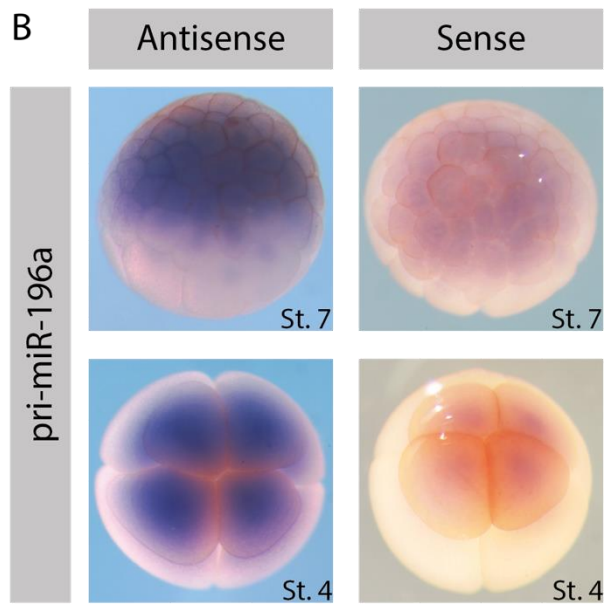 B
Antisense
Sense
pri-miR-196a
St. 7
St. 7
St. 4
St. 4